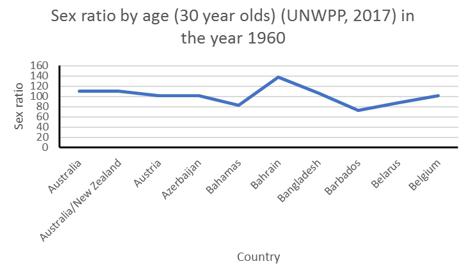 Sex ratio by age (30 year olds) (UNWPP, 2017) in
the year 1960
Sex ratio
160
140
120
100
80
60
40
20
0
Australia
Australia/New Zealand
Austria
Azerbaijan
Bahamas
Bahrain
Bangladesh
Barbados
Belarus
Belgium
Country